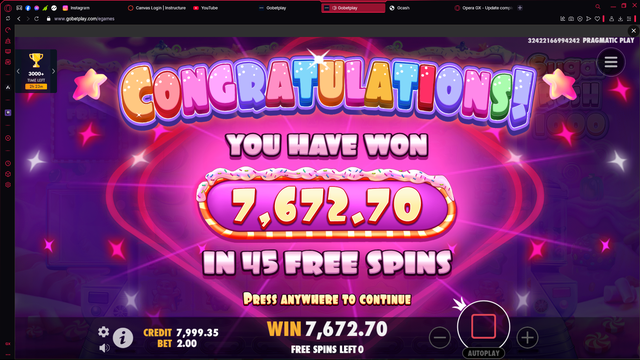 Instagram
Canvas Login | Instructure
YouTube
Gobetplay
Gobetplay
Gcash
Opera GX - Update comp
www.gobetplay.com/egames
32422166994242 PRAGMATIC PLAY
3000+
TIME LEFT
CONGRATULATIONS!
YOU HAVE WON
7,672.70
IN 45 FREE SPINS
PRESS ANYWHERE TO CONTINUE
CREDIT 7,999.35
BET 2.00
WIN 7,672.70
FREE SPINS LEFT 0
AUTOPLAY